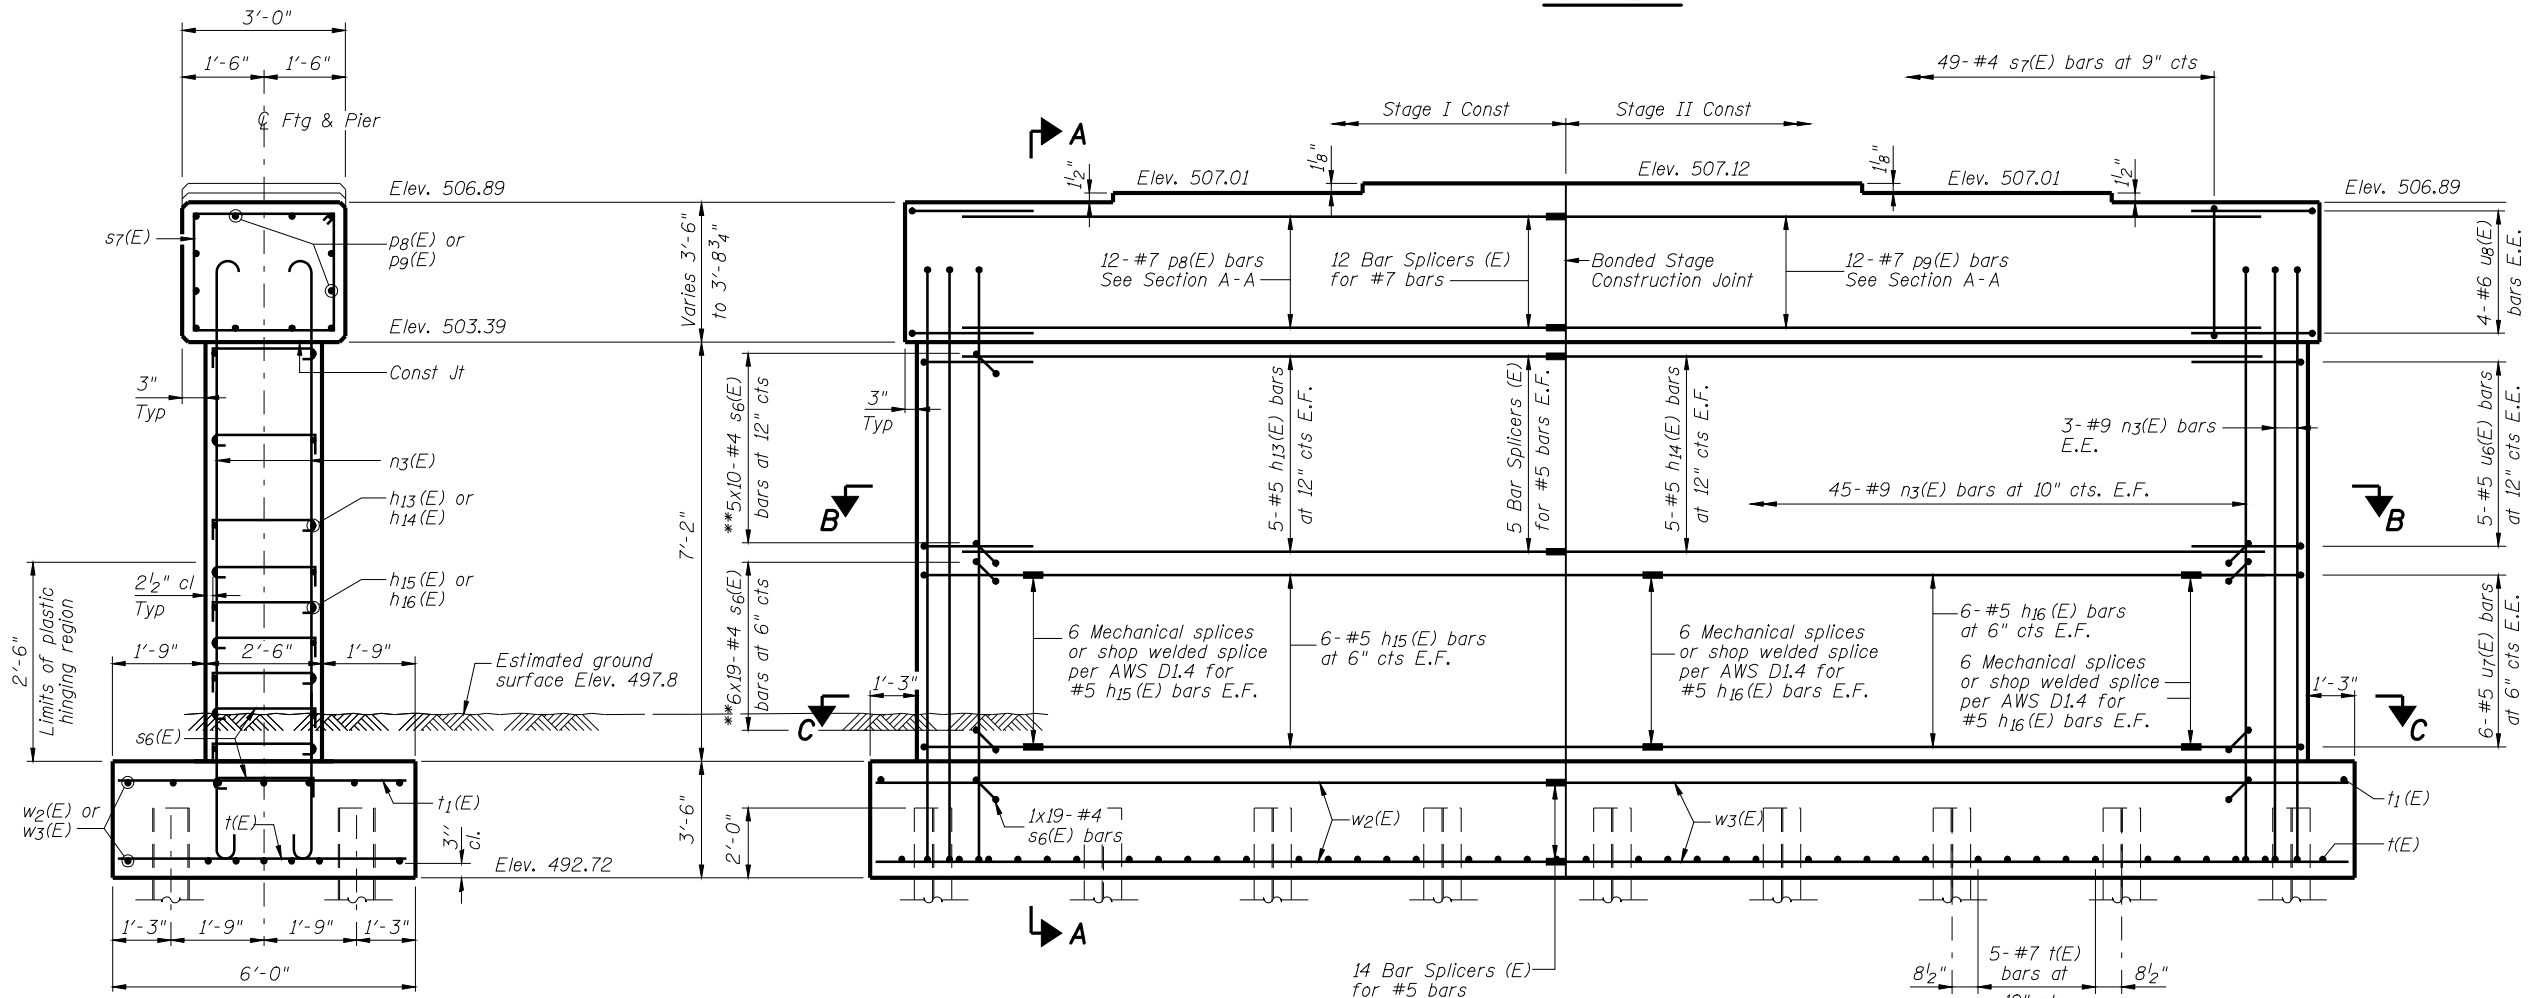 3'-0"
1'-6"
1'-6"
℄ Ftg & Pier
Elev. 506.89
s7(E)
p8(E) or
p9(E)
Elev. 503.39
Varies 3'-6"
to 3'-8¾"
Const Jt
3"
Typ
n3(E)
h13(E) or
h14(E)
2½" cl
Typ
h15(E) or
h16(E)
2'-6"
Limits of plastic
hinging region
1'-9"
2'-6"
1'-9"
Estimated ground
surface Elev. 497.8
s6(E)
7'-2"
w2(E) or
w3(E)
t(E)
t1(E)
3"
cl.
3'-6"
Elev. 492.72
1'-3"
1'-9"
1'-9"
1'-3"
6'-0"
49-#4 s7(E) bars at 9" cts
Stage I Const
Stage II Const
A
1½"
Elev. 507.01
1⅛"
Elev. 507.12
1⅛"
Elev. 507.01
1½"
Elev. 506.89
12-#7 p8(E) bars
See Section A-A
12 Bar Splicers (E)
for #7 bars
Bonded Stage
Construction Joint
12-#7 p9(E) bars
See Section A-A
4-#6 u8(E)
bars E.E.
3"
Typ
**5x10-#4 s6(E)
bars at 12" cts
5-#5 h13(E) bars
at 12" cts E.F.
5 Bar Splicers (E)
for #5 bars E.F.
5-#5 h14(E) bars
at 12" cts E.F.
3-#9 n3(E) bars
E.E.
45-#9 n3(E) bars at 10" cts. E.F.
5-#5 u6(E) bars
at 12" cts E.E.
B
B
**6x19-#4 s6(E)
bars at 6" cts
6 Mechanical splices
or shop welded splice
per AWS D1.4 for
#5 h15(E) bars E.F.
6-#5 h15(E) bars
at 6" cts E.F.
6 Mechanical splices
or shop welded splice
per AWS D1.4 for
#5 h16(E) bars E.F.
6-#5 h16(E) bars
at 6" cts E.F.
6 Mechanical splices
or shop welded splice
per AWS D1.4 for
#5 h16(E) bars E.F.
6-#5 u7(E) bars
at 6" cts E.E.
1'-3"
1'-3"
C
C
2'-0"
1x19-#4
s6(E) bars
w2(E)
w3(E)
t1(E)
t(E)
A
14 Bar Splicers (E)
for #5 bars
8½"
5-#7 t(E)
bars at
8½"